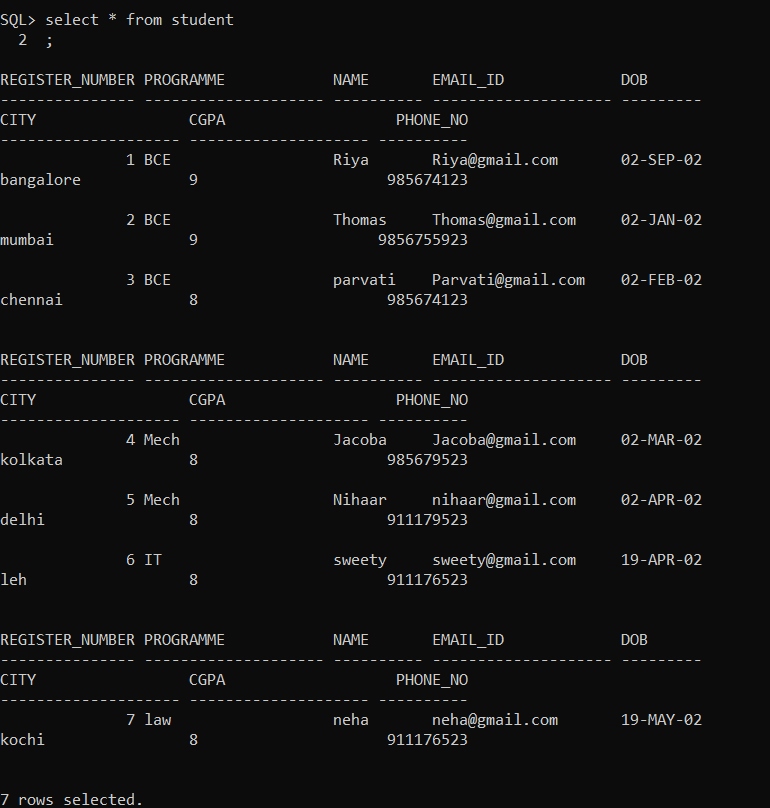 SQL> select * from student
  2  ;
REGISTER_NUMBER PROGRAMME            NAME       EMAIL_ID             DOB
--------------- -------------------- ---------- -------------------- ---------
CITY                 CGPA                   PHONE_NO
-------------------- -------------------- ----------
              1 BCE                  Riya       Riya@gmail.com       02-SEP-02
bangalore            9                     985674123
              2 BCE                  Thomas     Thomas@gmail.com     02-JAN-02
mumbai               9                    9856755923
              3 BCE                  parvati    Parvati@gmail.com    02-FEB-02
chennai              8                     985674123
REGISTER_NUMBER PROGRAMME            NAME       EMAIL_ID             DOB
--------------- -------------------- ---------- -------------------- ---------
CITY                 CGPA                   PHONE_NO
-------------------- -------------------- ----------
              4 Mech                 Jacoba     Jacoba@gmail.com     02-MAR-02
kolkata              8                     985679523
              5 Mech                 Nihaar     nihaar@gmail.com     02-APR-02
delhi                8                     911179523
              6 IT                   sweety     sweety@gmail.com     19-APR-02
leh                  8                     911176523
REGISTER_NUMBER PROGRAMME            NAME       EMAIL_ID             DOB
--------------- -------------------- ---------- -------------------- ---------
CITY                 CGPA                   PHONE_NO
-------------------- -------------------- ----------
              7 law                  neha       neha@gmail.com       19-MAY-02
kochi                8                     911176523
7 rows selected.